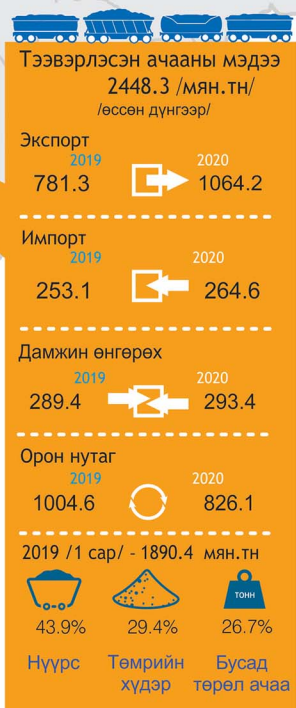 Тээвэрлэсэн ачааны мэдээ
2448.3 /мян.тн/
/өссөн дүнгээр/
Экспорт
2019 2020
781.3 1064.2
Импорт
2019 2020
253.1 264.6
Дамжин өнгөрөх
2019 2020
289.4 293.4
Орон нутаг
2019 2020
1004.6 826.1
2019 /1 сар/ - 1890.4 мян.тн
ТОНН
43.9% 29.4% 26.7%
Нүүрс Төмрийн Бусад
хүдэр төрөл ачаа